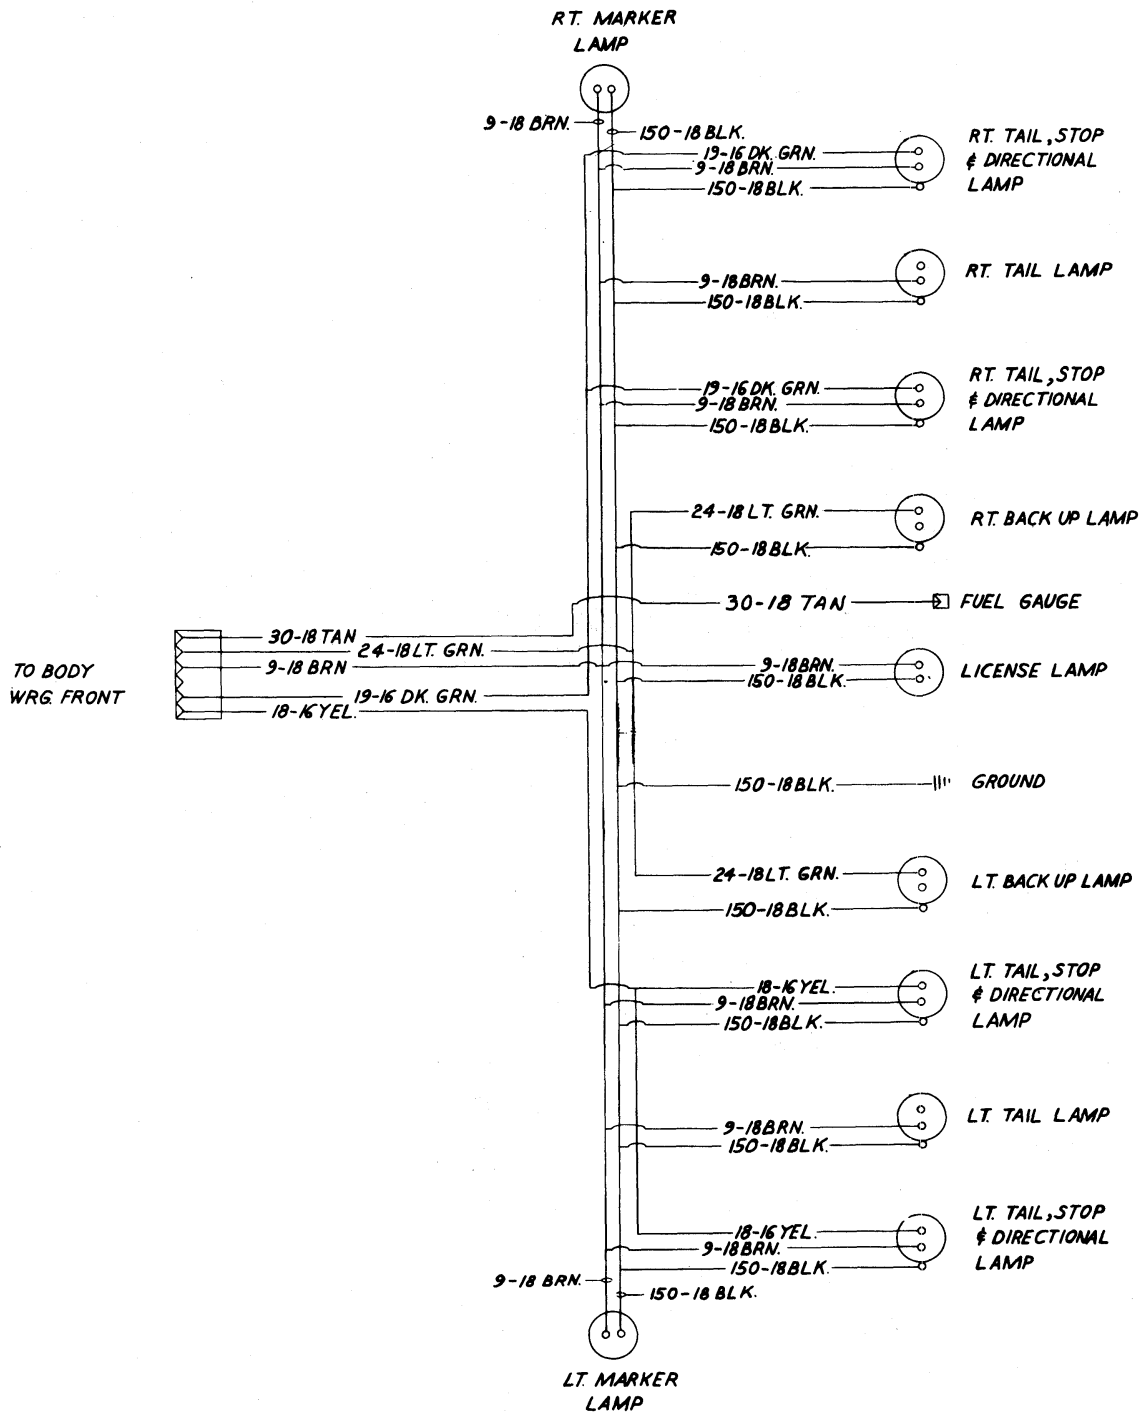 RT. MARKER
LAMP
9-18 BRN.
150-18 BLK.
19-16 DK. GRN.
9-18 BRN.
150-18 BLK.
RT. TAIL, STOP
& DIRECTIONAL
LAMP
9-18 BRN.
150-18 BLK.
RT. TAIL LAMP
19-16 DK. GRN.
9-18 BRN.
150-18 BLK.
RT. TAIL, STOP
& DIRECTIONAL
LAMP
24-18 LT. GRN.
150-18 BLK.
RT. BACK UP LAMP
30-18 TAN
FUEL GAUGE
TO BODY
WRG. FRONT
30-18 TAN
24-18 LT. GRN.
9-18 BRN
19-16 DK. GRN.
18-16 YEL.
9-18 BRN.
150-18 BLK.
LICENSE LAMP
150-18 BLK.
GROUND
24-18 LT. GRN.
150-18 BLK.
LT. BACK UP LAMP
18-16 YEL.
9-18 BRN.
150-18 BLK.
LT. TAIL, STOP
& DIRECTIONAL
LAMP
9-18 BRN.
150-18 BLK.
LT. TAIL LAMP
18-16 YEL.
9-18 BRN.
150-18 BLK.
LT. TAIL, STOP
& DIRECTIONAL
LAMP
9-18 BRN.
150-18 BLK.
LT. MARKER
LAMP